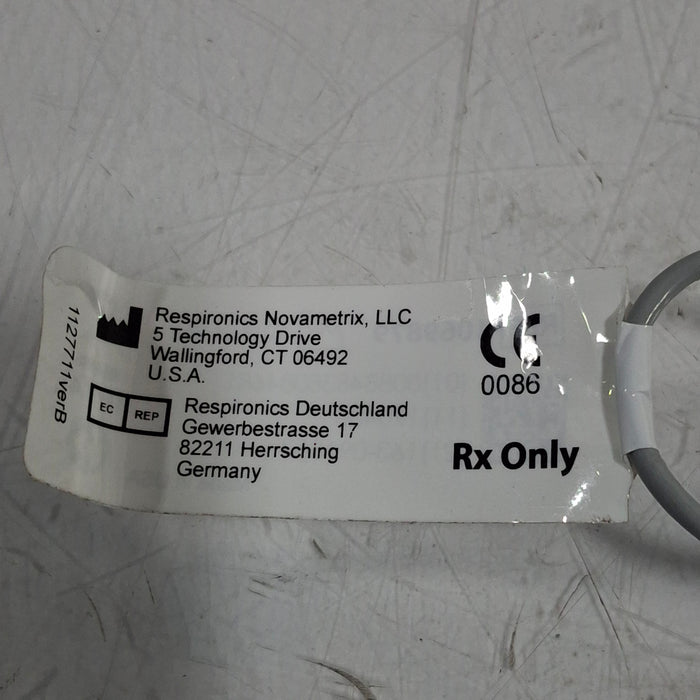 1127711verB
Respironics Novametrix, LLC
5 Technology Drive
Wallingford, CT 06492
U.S.A.
EC REP
Respironics Deutschland
Gewerbestrasse 17
82211 Herrsching
Germany
CE
0086
Rx Only